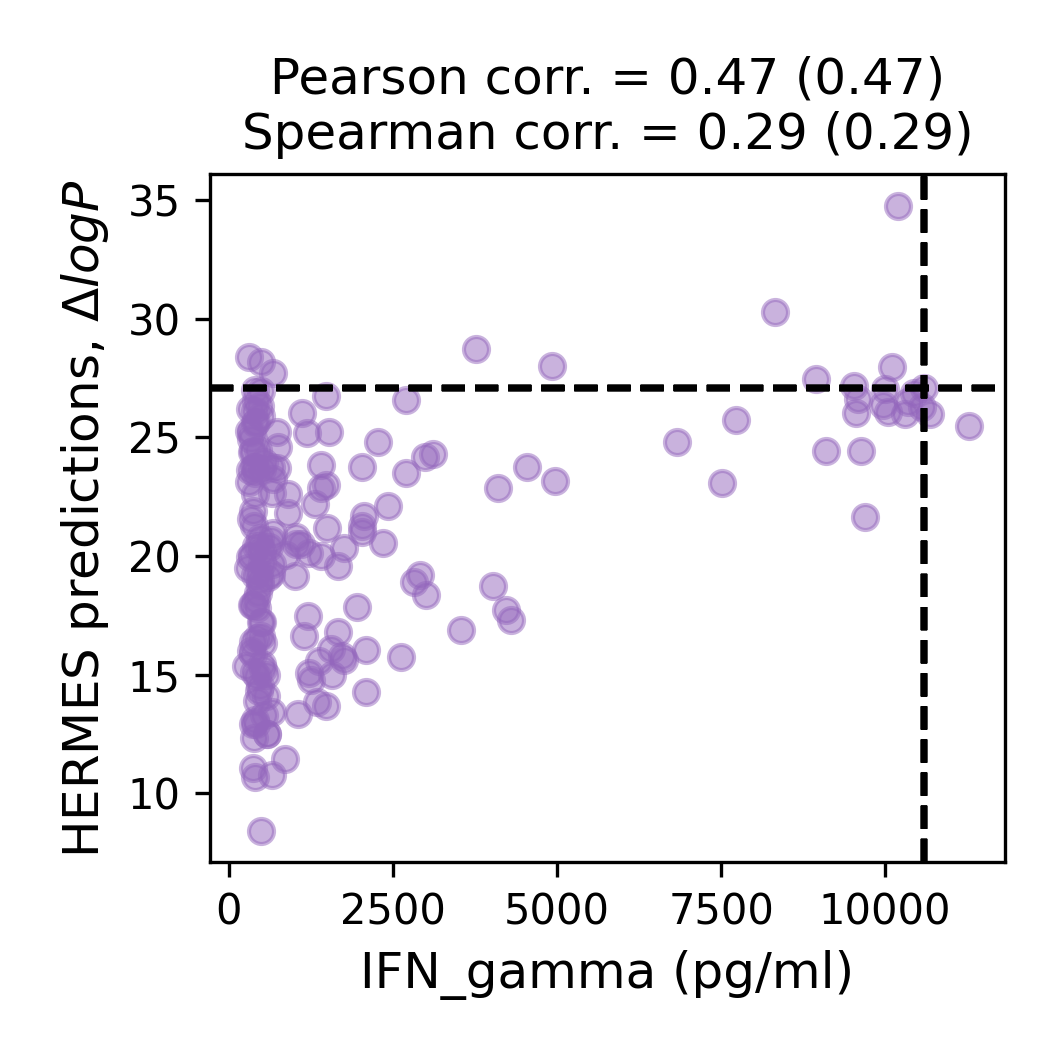 Pearson corr. = 0.47 (0.47)
Spearman corr. = 0.29 (0.29)
HERMES predictions, ΔlogP
35
30
25
20
15
10
0 2500 5000 7500 10000
IFN_gamma (pg/ml)